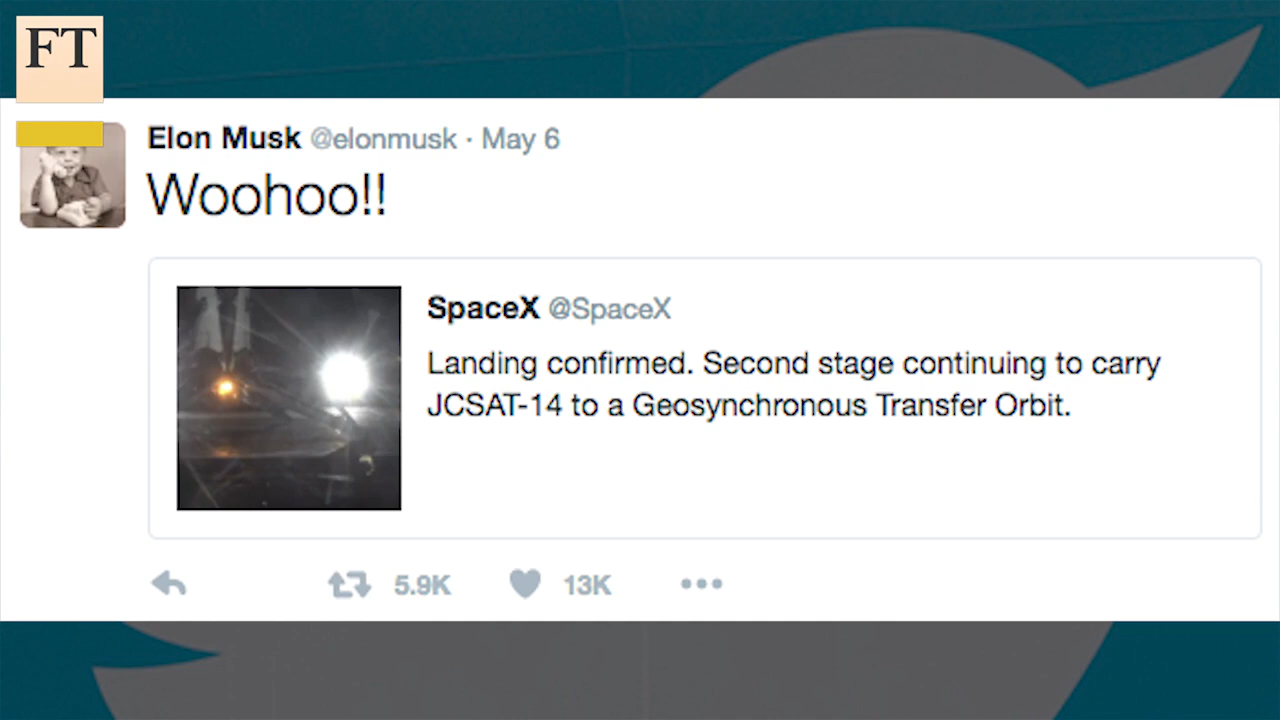 FT
Elon Musk @elonmusk · May 6
Woohoo!!
SpaceX @SpaceX
Landing confirmed. Second stage continuing to carry
JCSAT-14 to a Geosynchronous Transfer Orbit.
5.9K 13K